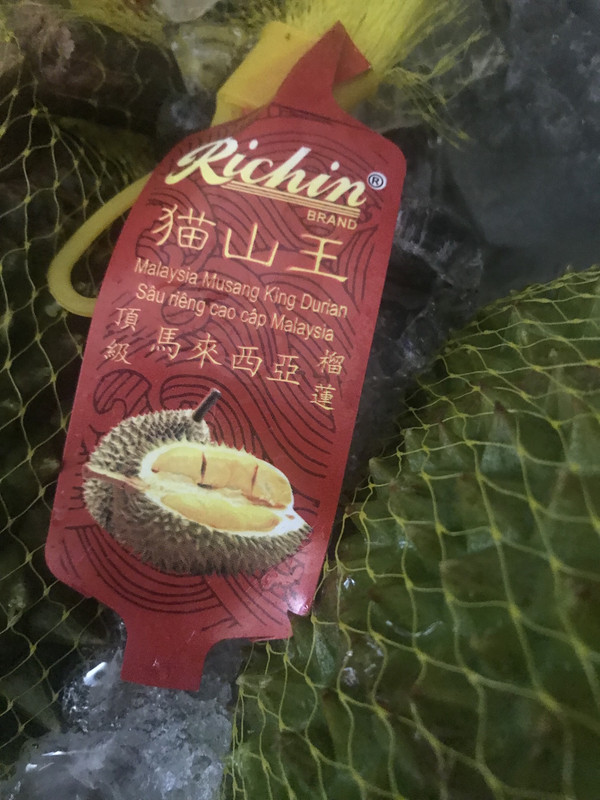 Richin®
BRAND
猫山王
Malaysia Musang King Durian
Sầu riêng cao cấp Malaysia
頂級
馬來西亞
榴蓮